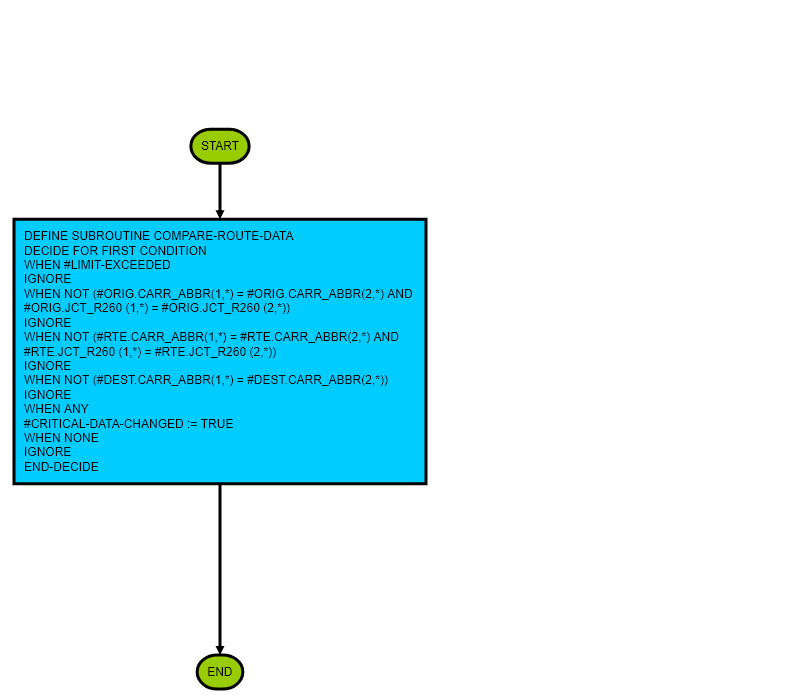 START
DEFINE SUBROUTINE COMPARE-ROUTE-DATA
DECIDE FOR FIRST CONDITION
WHEN #LIMIT-EXCEEDED
IGNORE
WHEN NOT (#ORIG.CARR_ABBR(1,*) = #ORIG.CARR_ABBR(2,*) AND
#ORIG.JCT_R260 (1,*) = #ORIG.JCT_R260 (2,*))
IGNORE
WHEN NOT (#RTE.CARR_ABBR(1,*) = #RTE.CARR_ABBR(2,*) AND
#RTE.JCT_R260 (1,*) = #RTE.JCT_R260 (2,*))
IGNORE
WHEN NOT (#DEST.CARR_ABBR(1,*) = #DEST.CARR_ABBR(2,*))
IGNORE
WHEN ANY
#CRITICAL-DATA-CHANGED := TRUE
WHEN NONE
IGNORE
END-DECIDE
END